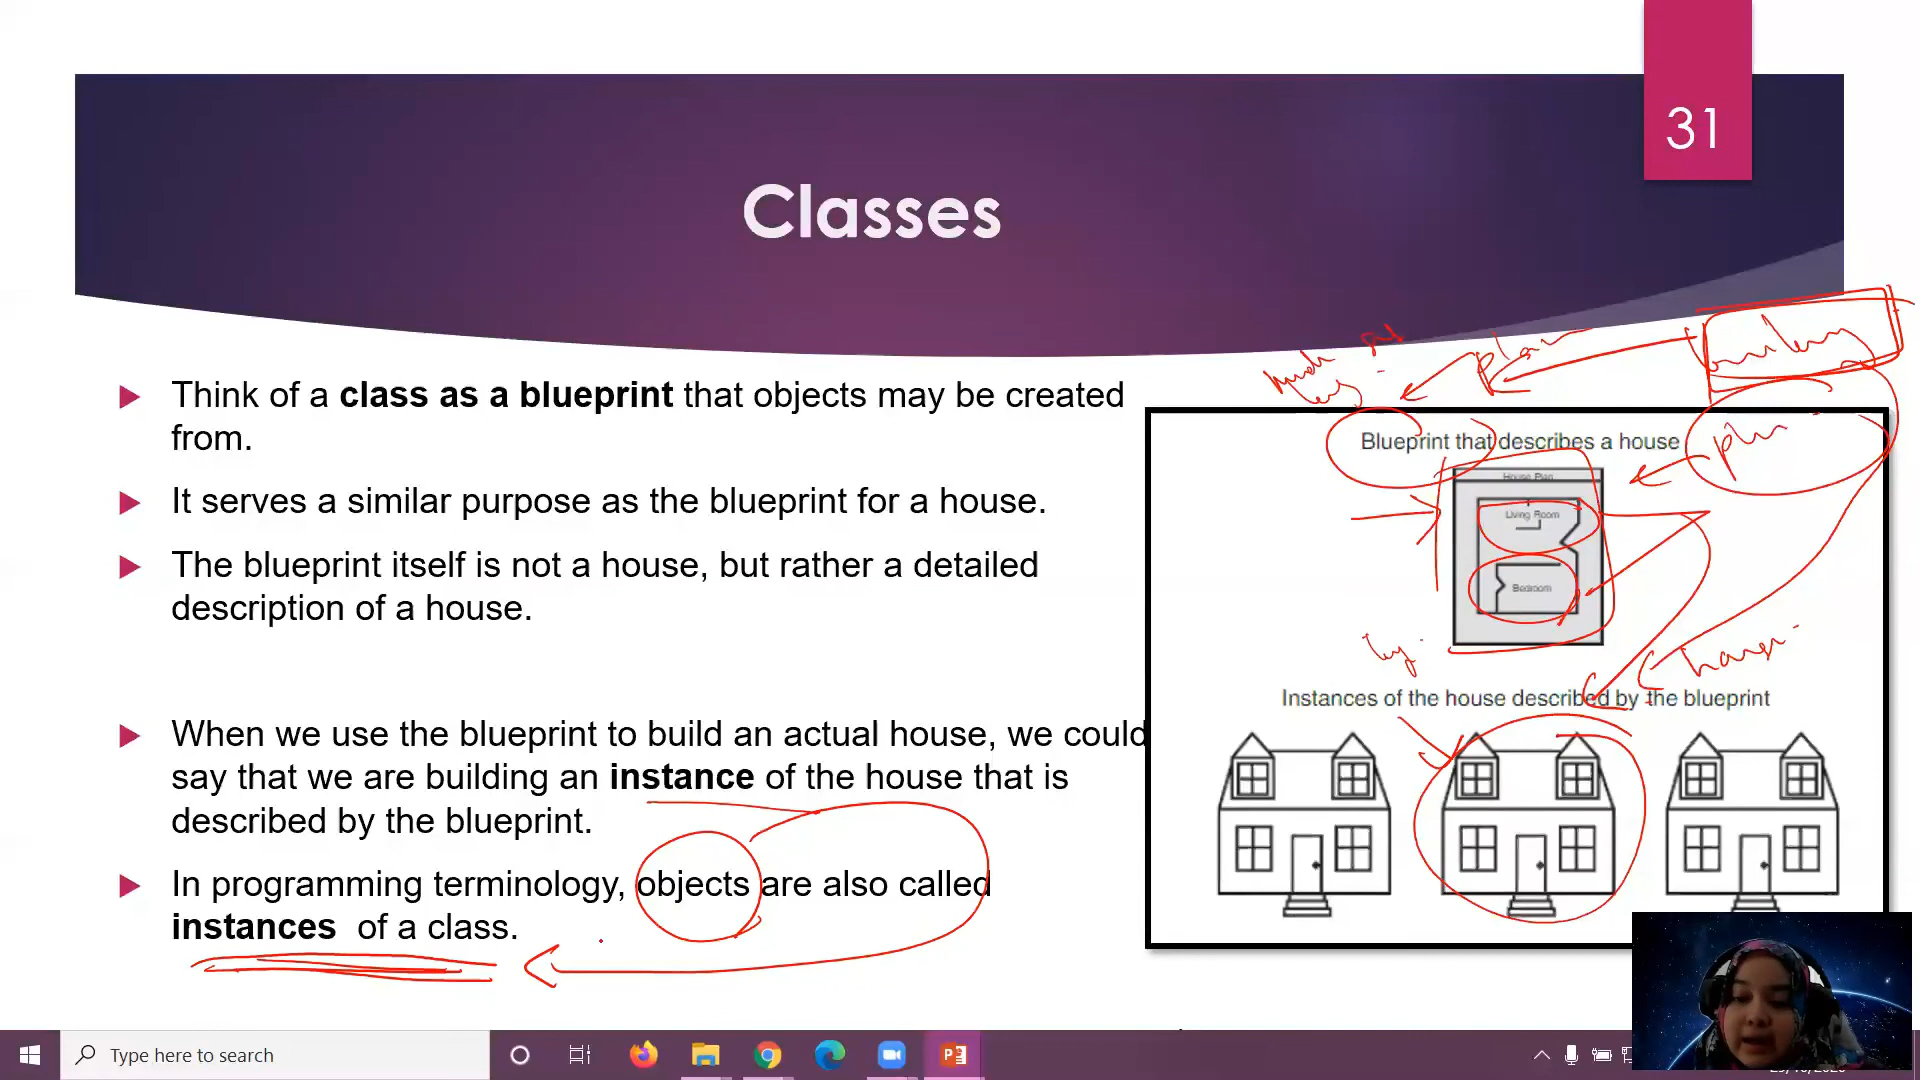 31
Classes
Think of a class as a blueprint that objects may be created
from.
It serves a similar purpose as the blueprint for a house.
The blueprint itself is not a house, but rather a detailed
description of a house.
When we use the blueprint to build an actual house, we could
say that we are building an instance of the house that is
described by the blueprint.
In programming terminology, objects are also called
instances of a class.
plan
Blueprint that describes a house
House Plan
Living Room
Bedroom
Instances of the house described by the blueprint
Type here to search